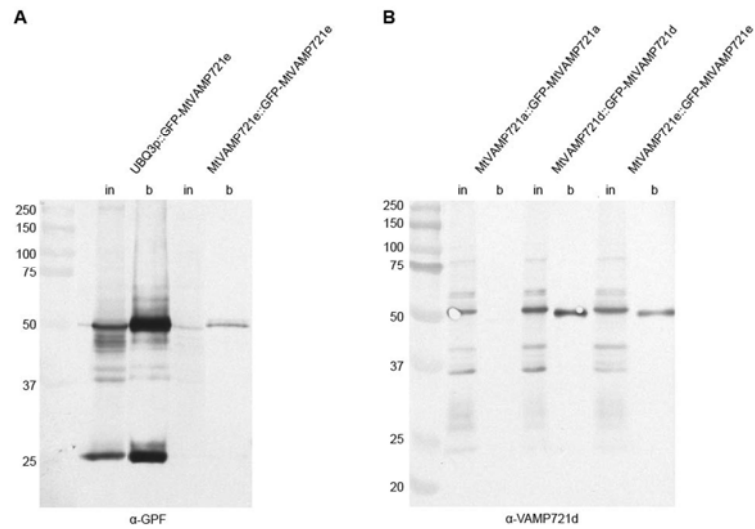 A
UBQ3p::GFP-MtVAMP721e
MtVAMP721e::GFP-MtVAMP721e
in b in b
250
150
100
75
50
37
25
α-GPF
B
MtVAMP721a::GFP-MtVAMP721a
MtVAMP721d::GFP-MtVAMP721d
MtVAMP721e::GFP-MtVAMP721e
in b in b in b
250
150
100
75
50
37
25
20
α-VAMP721d